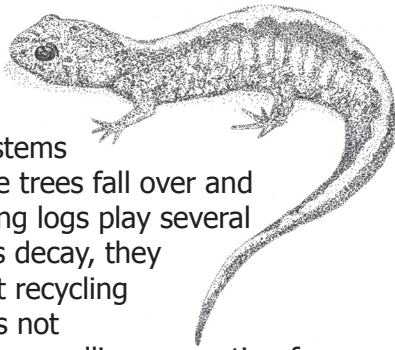 stems
e trees fall over and
ng logs play several
s decay, they
t recycling
s not